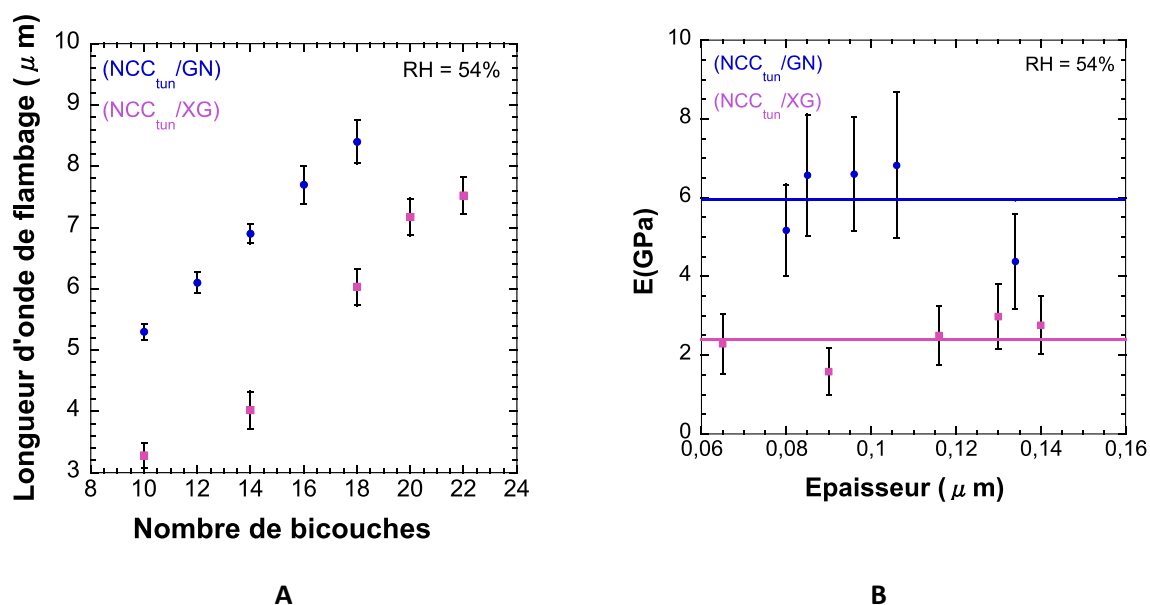 Longueur d'onde de flambage ( μ m)
10
9
8
7
6
5
4
3
(NCCtun/GN)
RH = 54%
(NCCtun/XG)
8 10 12 14 16 18 20 22 24
Nombre de bicouches
A
E(GPa)
10
8
6
4
2
0
(NCCtun/GN)
RH = 54%
(NCCtun/XG)
0,06 0,08 0,1 0,12 0,14 0,16
Epaisseur ( μ m)
B